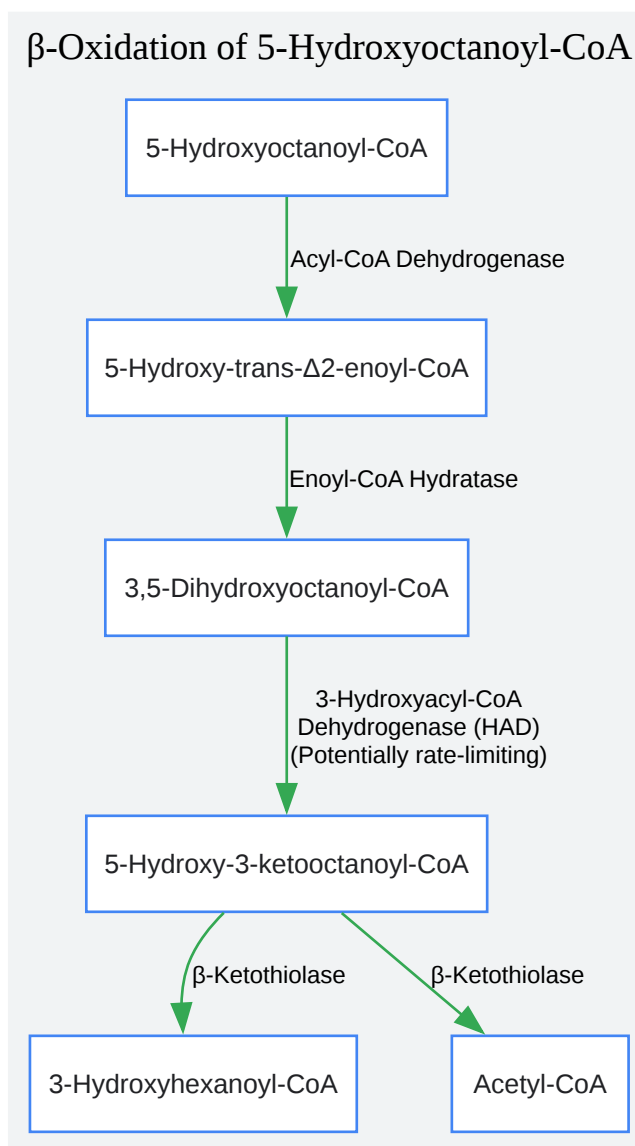 β-Oxidation of 5-Hydroxyoctanoyl-CoA
5-Hydroxyoctanoyl-CoA
Acyl-CoA Dehydrogenase
5-Hydroxy-trans-Δ2-enoyl-CoA
Enoyl-CoA Hydratase
3,5-Dihydroxyoctanoyl-CoA
3-Hydroxyacyl-CoA
Dehydrogenase (HAD)
(Potentially rate-limiting)
5-Hydroxy-3-ketooctanoyl-CoA
β-Ketothiolase
β-Ketothiolase
3-Hydroxyhexanoyl-CoA
Acetyl-CoA